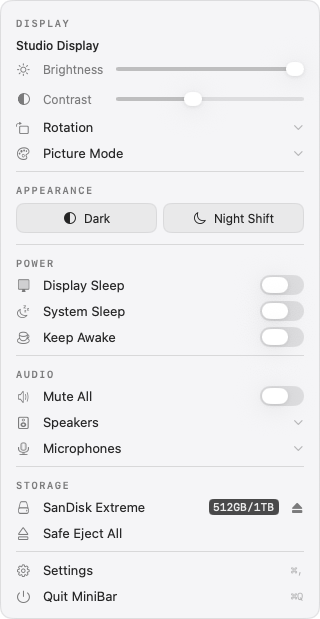 DISPLAY
Studio Display
Brightness
Contrast
Rotation
Picture Mode
APPEARANCE
Dark Night Shift
POWER
Display Sleep
System Sleep
Keep Awake
AUDIO
Mute All
Speakers
Microphones
STORAGE
SanDisk Extreme 512GB/1TB
Safe Eject All
Settings ⌘,
Quit MiniBar ⌘Q